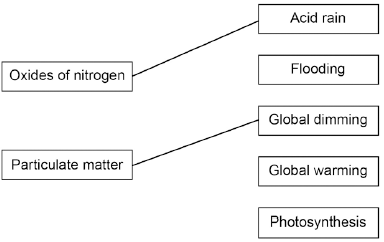 Acid rain
Oxides of nitrogen
Flooding
Global dimming
Particulate matter
Global warming
Photosynthesis